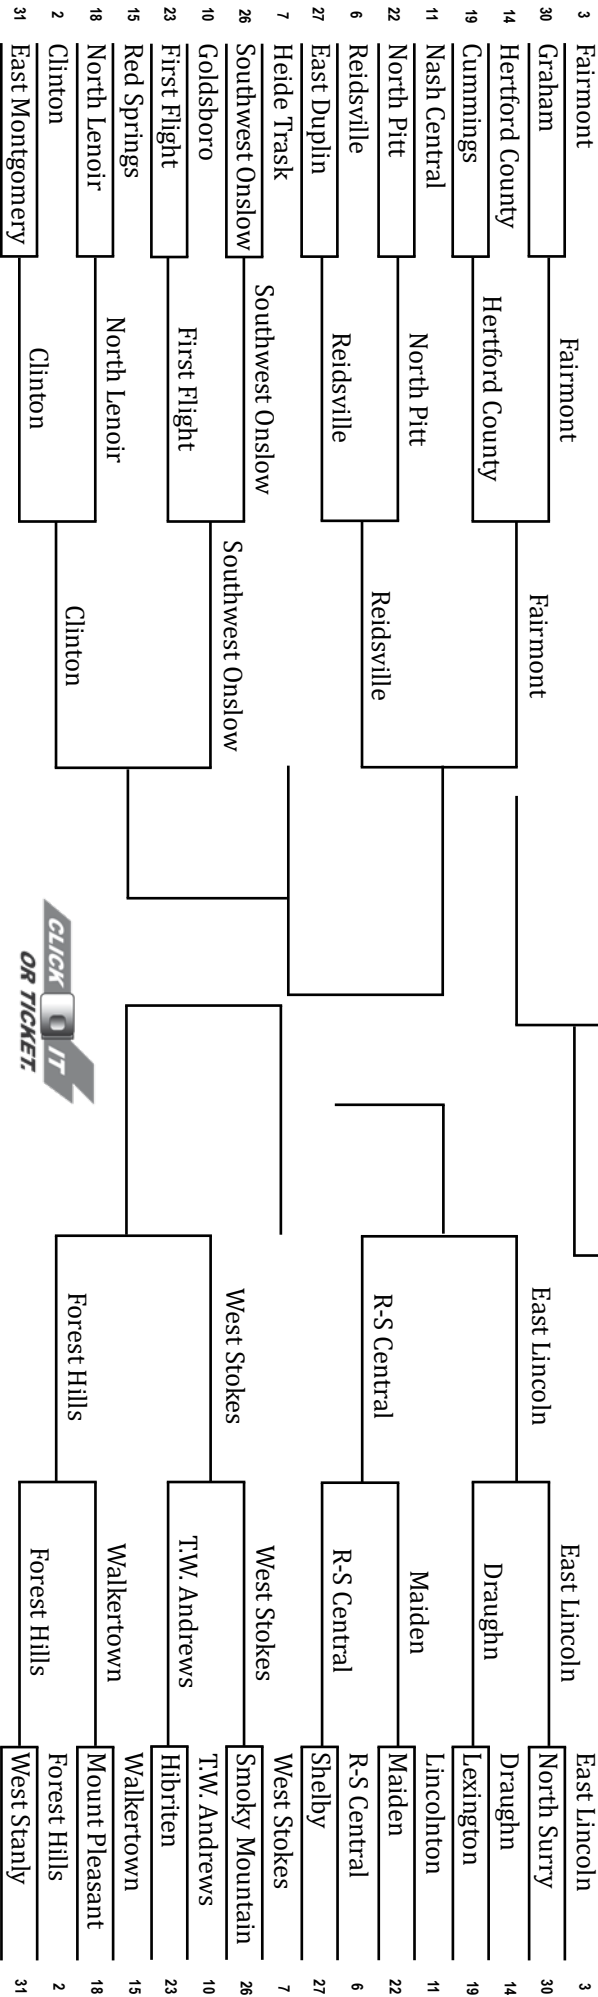 3 Fairmont
30 Graham
14 Hertford County
19 Cummings
11 Nash Central
22 North Pitt
6 Reidsville
27 East Duplin
7 Heide Trask
26 Southwest Onslow
10 Goldsboro
23 First Flight
15 Red Springs
18 North Lenoir
2 Clinton
31 East Montgomery
Fairmont
Hertford County
North Pitt
Reidsville
Southwest Onslow
First Flight
North Lenoir
Clinton
Fairmont
Reidsville
Southwest Onslow
Clinton
CLICK IT
OR TICKET.
East Lincoln
R-S Central
West Stokes
Forest Hills
East Lincoln
Draughn
Maiden
R-S Central
West Stokes
T.W. Andrews
Walkertown
Forest Hills
East Lincoln 3
North Surry 30
Draughn 14
Lexington 19
Lincolnton 11
Maiden 22
R-S Central 6
Shelby 27
West Stokes 7
Smoky Mountain 26
T.W. Andrews 10
Hibriten 23
Walkertown 15
Mount Pleasant 18
Forest Hills 2
West Stanly 31